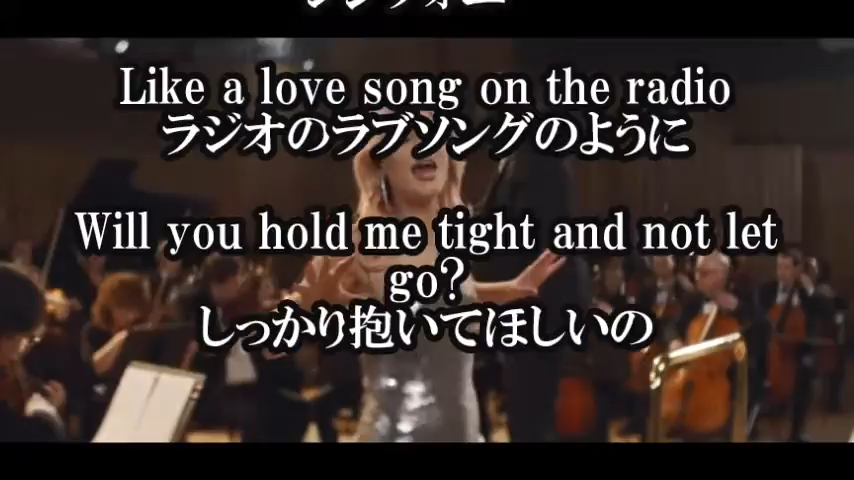 Like a love song on the radio
ラジオのラブソングのように
Will you hold me tight and not let
go?
しっかり抱いてほしいの